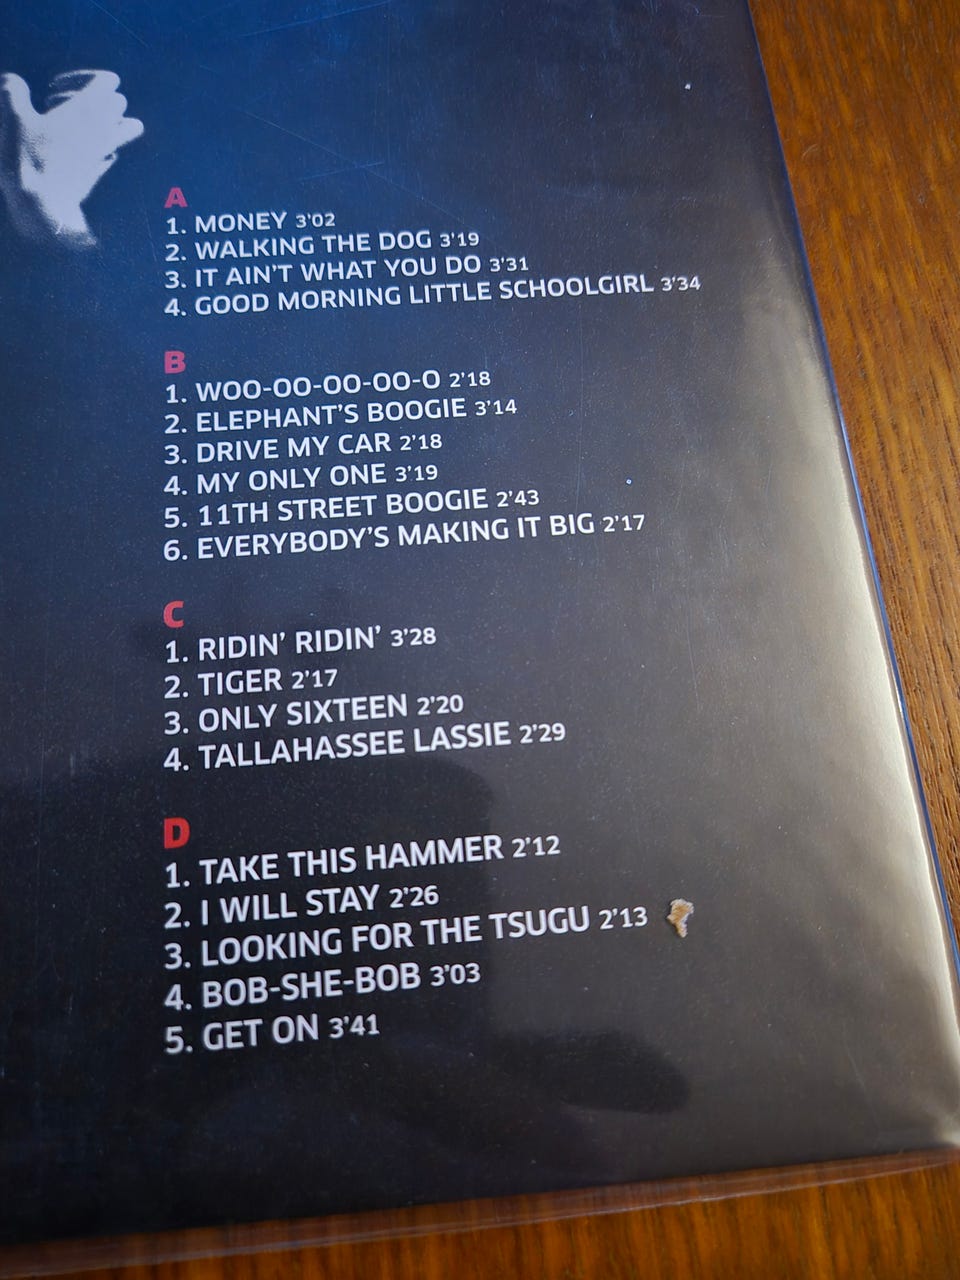 A
1. MONEY 3'02
2. WALKING THE DOG 3'19
3. IT AIN'T WHAT YOU DO 3'31
4. GOOD MORNING LITTLE SCHOOLGIRL 3'34
B
1. WOO-OO-OO-OO-O 2'18
2. ELEPHANT'S BOOGIE 3'14
3. DRIVE MY CAR 2'18
4. MY ONLY ONE 3'19
5. 11TH STREET BOOGIE 2'43
6. EVERYBODY'S MAKING IT BIG 2'17
C
1. RIDIN' RIDIN' 3'28
2. TIGER 2'17
3. ONLY SIXTEEN 2'20
4. TALLAHASSEE LASSIE 2'29
D
1. TAKE THIS HAMMER 2'12
2. I WILL STAY 2'26
3. LOOKING FOR THE TSUGU 2'13
4. BOB-SHE-BOB 3'03
5. GET ON 3'41